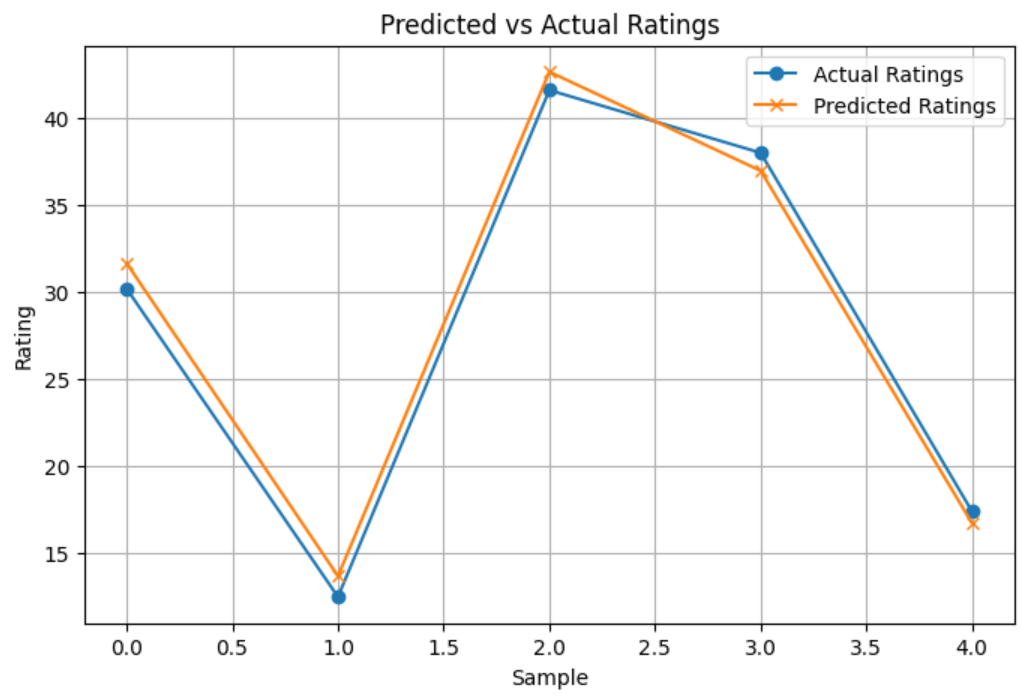 Predicted vs Actual Ratings
Actual Ratings
Predicted Ratings
Rating
40
35
30
25
20
15
0.0 0.5 1.0 1.5 2.0 2.5 3.0 3.5 4.0
Sample